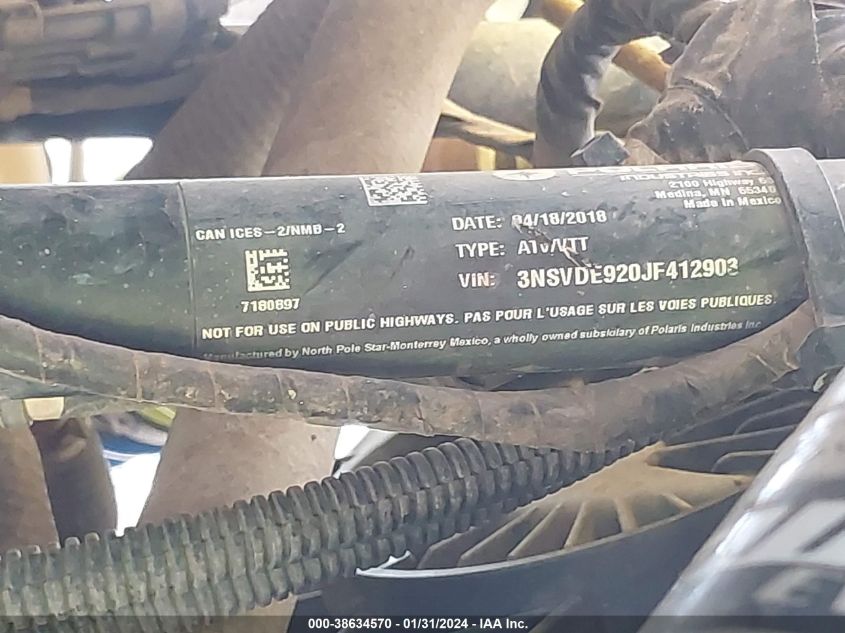 INDUSTRIES INC.
2100 Highway
Medina, MN 55340
Made in Mexico
CAN ICES-2/NMB-2
DATE: 04/18/2018
TYPE: ATV/VTT
VIN: 3NSVDE920JF412903
7180897
NOT FOR USE ON PUBLIC HIGHWAYS. PAS POUR L'USAGE SUR LES VOIES PUBLIQUES.
Manufactured by North Pole Star-Monterrey Mexico, a wholly owned subsidiary of Polaris Industries Inc
000-38634570 - 01/31/2024 - IAA Inc.